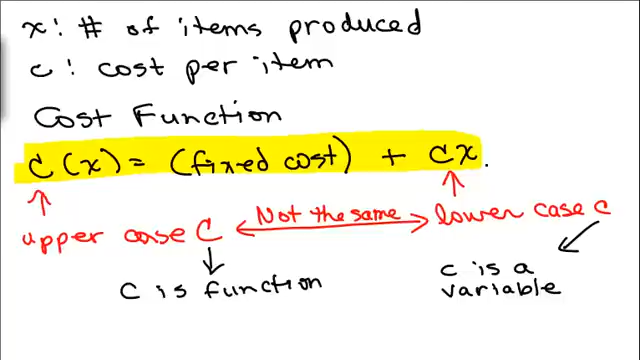 x: # of items produced
c: cost per item
Cost Function
C(x) = (fixed cost) + cx.
upper case C
Not the same
lower case c
C is function
c is a
variable